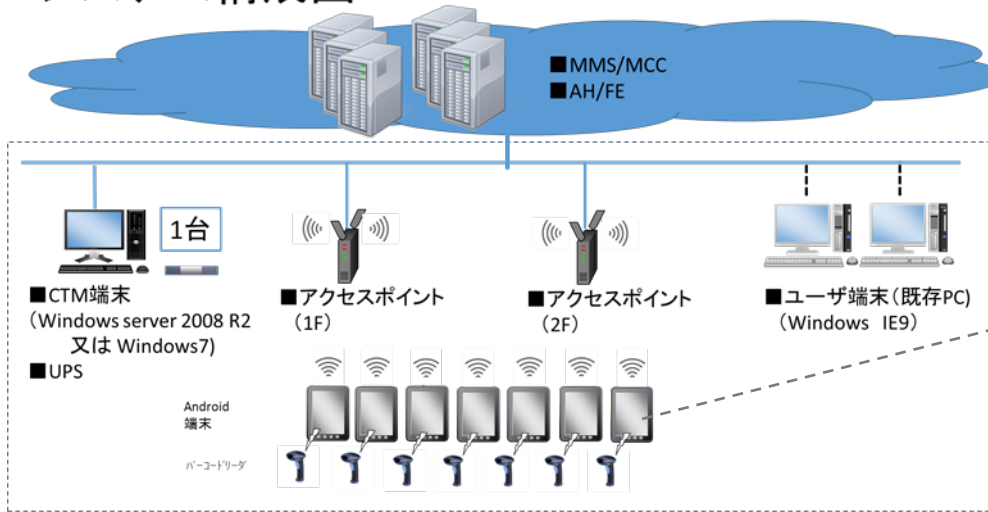 構成図
■MMS/MCC
■AH/FE
1台
■CTM端末
（Windows server 2008 R2
又は Windows7)
■UPS
■アクセスポイント
（1F）
■アクセスポイント
（2F）
■ユーザ端末（既存PC）
（Windows IE9）
Android
端末
ﾊﾞｰｺｰﾄﾞﾘｰﾀﾞ